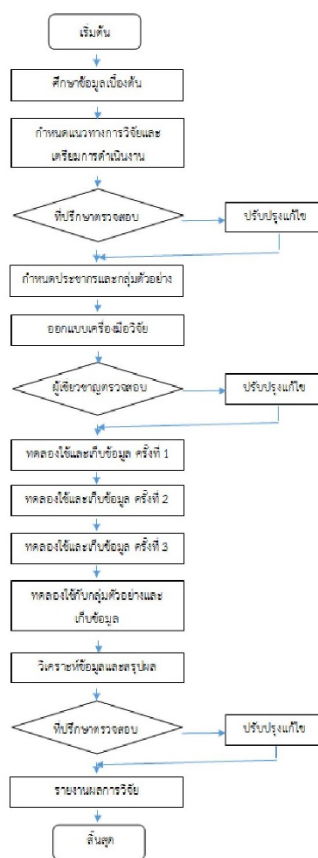 เริ่มต้น
ศึกษาข้อมูลเบื้องต้น
กำหนดแนวทางการวิจัยและ
เตรียมการดำเนินงาน
ที่ปรึกษาตรวจสอบ
ปรับปรุงแก้ไข
กำหนดประชากรและกลุ่มตัวอย่าง
ออกแบบเครื่องมือวิจัย
ผู้เชี่ยวชาญตรวจสอบ
ปรับปรุงแก้ไข
ทดลองใช้และเก็บข้อมูล ครั้งที่ 1
ทดลองใช้และเก็บข้อมูล ครั้งที่ 2
ทดลองใช้และเก็บข้อมูล ครั้งที่ 3
ทดลองใช้กับกลุ่มตัวอย่างและ
เก็บข้อมูล
วิเคราะห์ข้อมูลและสรุปผล
ที่ปรึกษาตรวจสอบ
ปรับปรุงแก้ไข
รายงานผลการวิจัย
สิ้นสุด